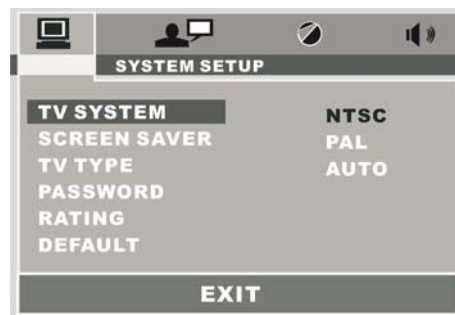 SYSTEM SETUP
TV SYSTEM NTSC
SCREEN SAVER PAL
TV TYPE AUTO
PASSWORD
RATING
DEFAULT
EXIT